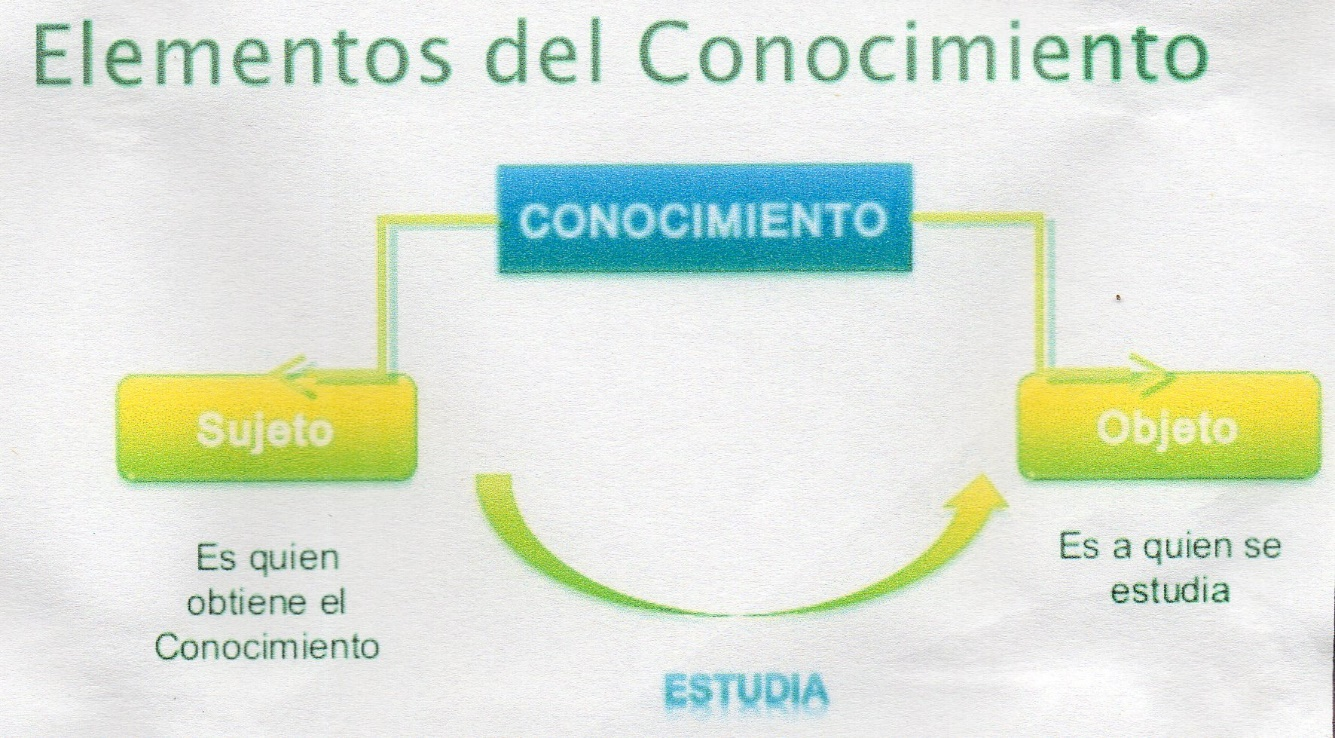 Elementos del Conocimiento
CONOCIMIENTO
Sujeto
Objeto
Es quien
obtiene el
Conocimiento
Es a quien se
estudia
ESTUDIA